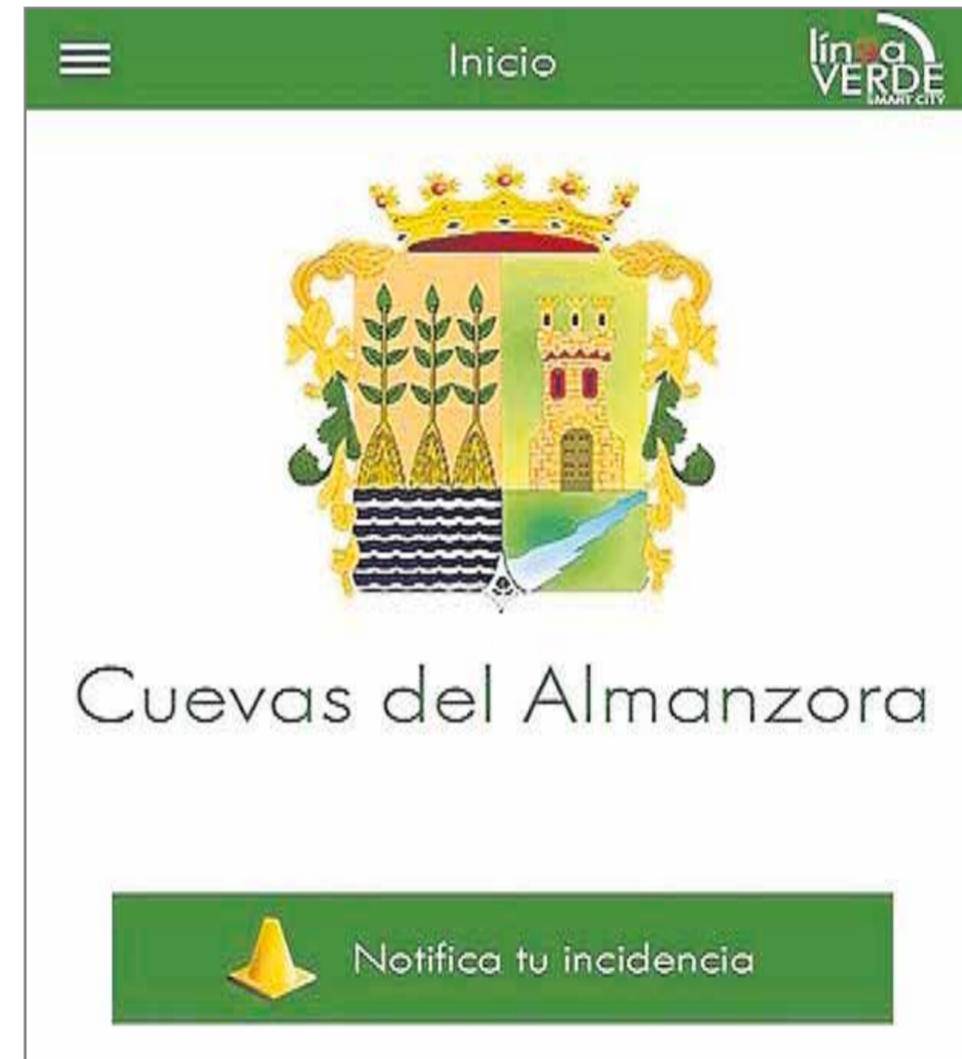 Inicio
línea
VERDE
SMART CITY
Cuevas del Almanzora
Notifica tu incidencia